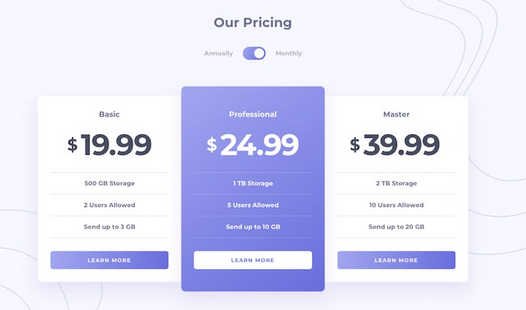 Our Pricing
Annually Monthly
Basic
$19.99
500 GB Storage
2 Users Allowed
Send up to 3 GB
LEARN MORE
Professional
$24.99
1 TB Storage
5 Users Allowed
Send up to 10 GB
LEARN MORE
Master
$39.99
2 TB Storage
10 Users Allowed
Send up to 20 GB
LEARN MORE